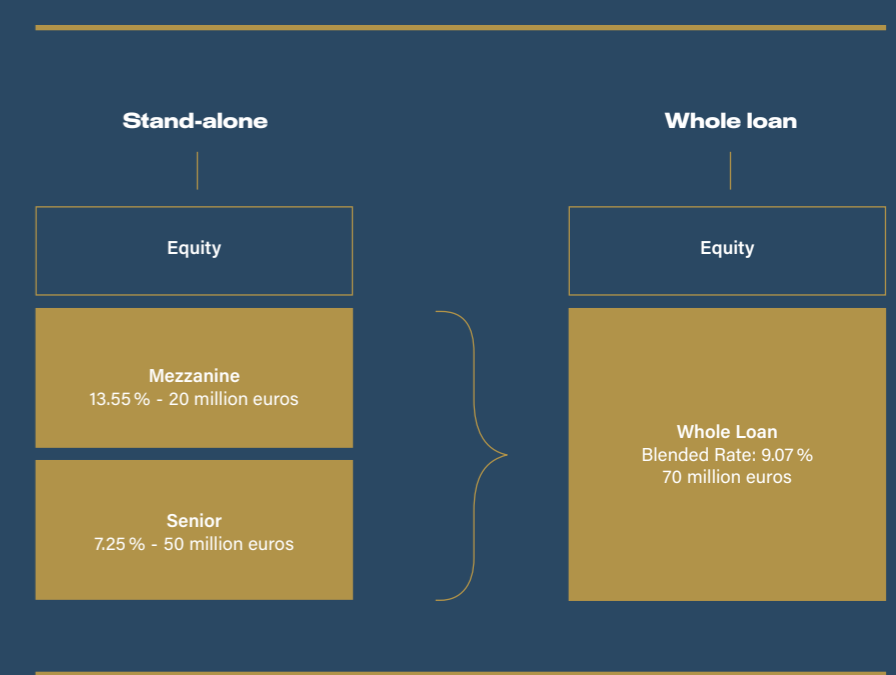 Stand-alone
Equity
Mezzanine
13.55 % - 20 million euros
Senior
7.25 % - 50 million euros
Whole loan
Equity
Whole Loan
Blended Rate: 9.07 %
70 million euros